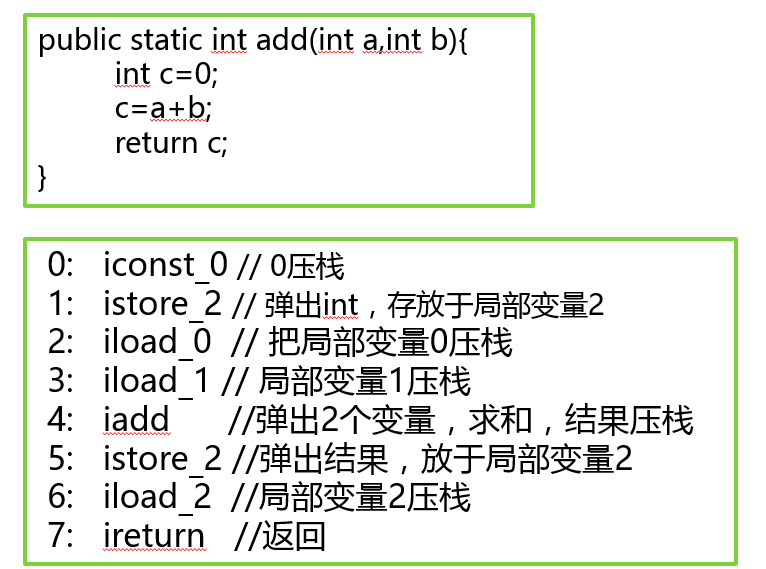 public static int add(int a,int b){
int c=0;
c=a+b;
return c;
}
0: iconst_0 // 0压栈
1: istore_2 // 弹出int，存放于局部变量2
2: iload_0 // 把局部变量0压栈
3: iload_1 // 局部变量1压栈
4: iadd //弹出2个变量，求和，结果压栈
5: istore_2 //弹出结果，放于局部变量2
6: iload_2 //局部变量2压栈
7: ireturn //返回